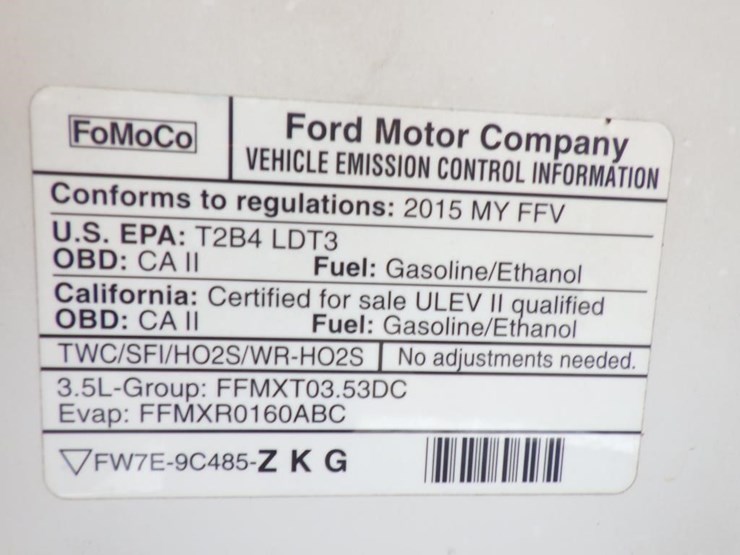 FoMoCo
Ford Motor Company
VEHICLE EMISSION CONTROL INFORMATION
Conforms to regulations: 2015 MY FFV
U.S. EPA: T2B4 LDT3
OBD: CA II Fuel: Gasoline/Ethanol
California: Certified for sale ULEV II qualified
OBD: CA II Fuel: Gasoline/Ethanol
TWC/SFI/HO2S/WR-HO2S No adjustments needed.
3.5L-Group: FFMXT03.53DC
Evap: FFMXR0160ABC
▽FW7E-9C485-Z K G